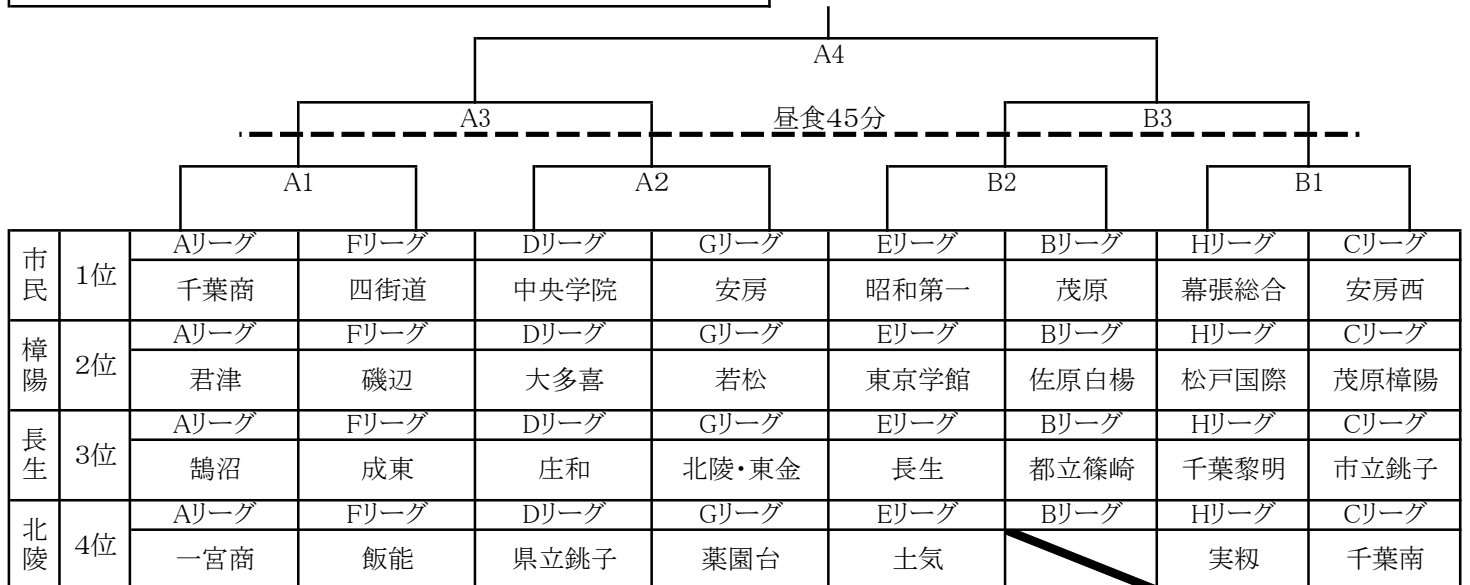 A4
A3 昼食45分 B3
A1 A2 B2 B1
市民 1位 Aリーグ Fリーグ Dリーグ Gリーグ Eリーグ Bリーグ Hリーグ Cリーグ
千葉商 四街道 中央学院 安房 昭和第一 茂原 幕張総合 安房西
樟陽 2位 Aリーグ Fリーグ Dリーグ Gリーグ Eリーグ Bリーグ Hリーグ Cリーグ
君津 磯辺 大多喜 若松 東京学館 佐原白楊 松戸国際 茂原樟陽
長生 3位 Aリーグ Fリーグ Dリーグ Gリーグ Eリーグ Bリーグ Hリーグ Cリーグ
鵠沼 成東 庄和 北陵・東金 長生 都立篠崎 千葉黎明 市立銚子
北陵 4位 Aリーグ Fリーグ Dリーグ Gリーグ Eリーグ Bリーグ Hリーグ Cリーグ
一宮商 飯能 県立銚子 薬園台 土気 実籾 千葉南